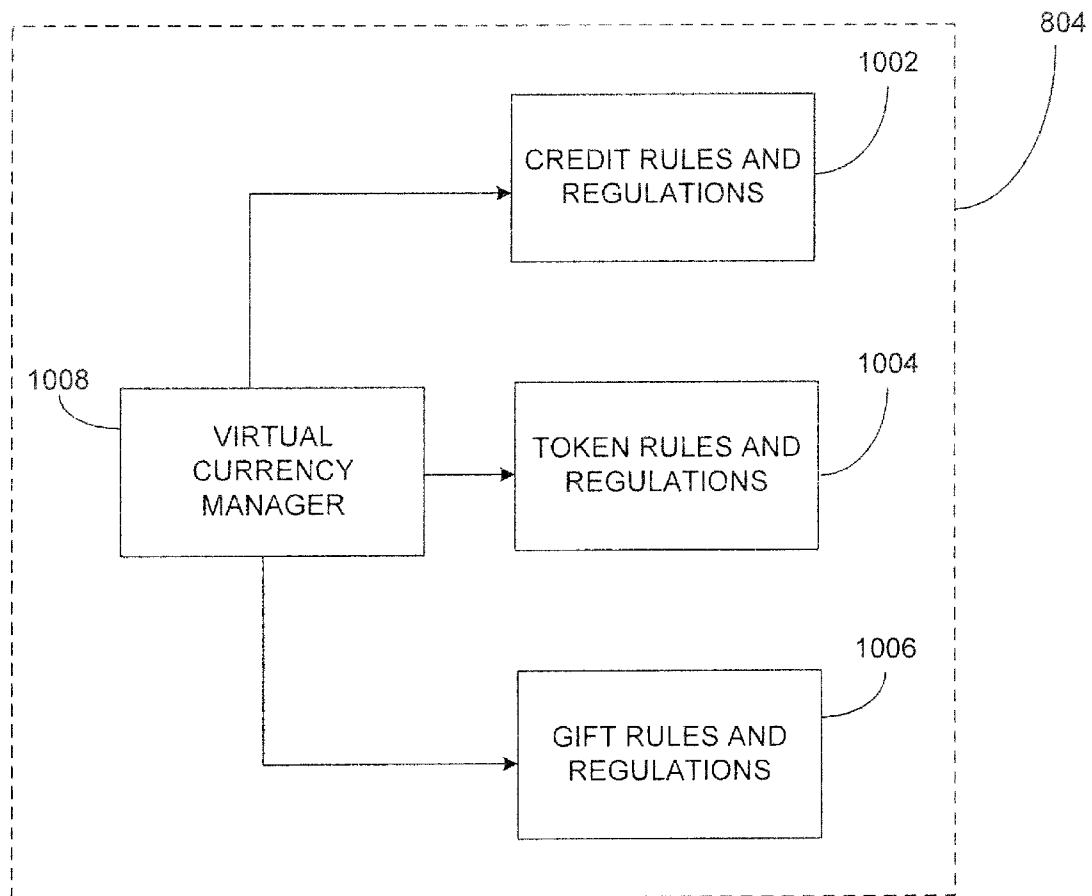 804
1002
CREDIT RULES AND
REGULATIONS
1008
VIRTUAL
CURRENCY
MANAGER
1004
TOKEN RULES AND
REGULATIONS
1006
GIFT RULES AND
REGULATIONS